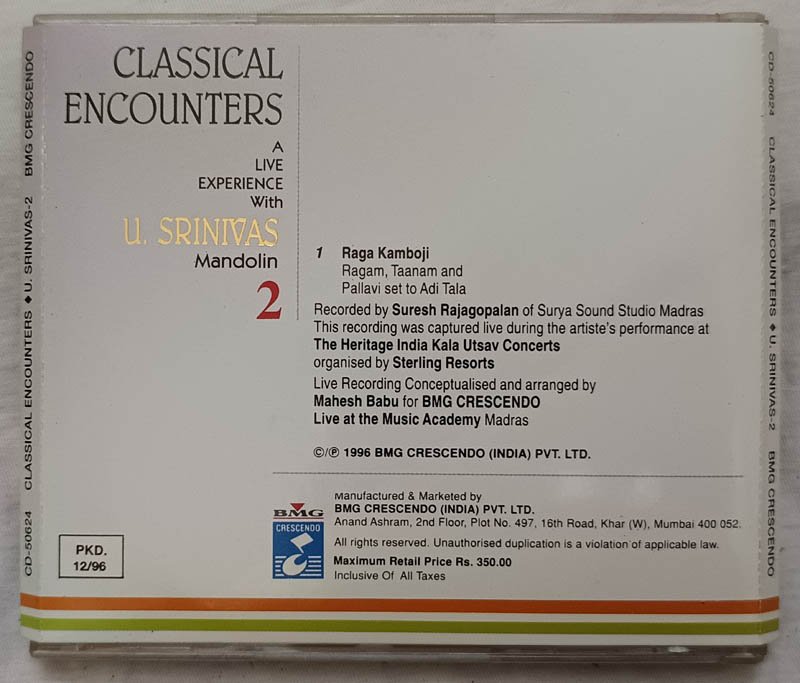 CLASSICAL
ENCOUNTERS
A
LIVE
EXPERIENCE
With
U. SRINIVAS
Mandolin
2
1 Raga Kamboji
Ragam, Taanam and
Pallavi set to Adi Tala
Recorded by Suresh Rajagopalan of Surya Sound Studio Madras
This recording was captured live during the artiste's performance at
The Heritage India Kala Utsav Concerts
organised by Sterling Resorts
Live Recording Conceptualised and arranged by
Mahesh Babu for BMG CRESCENDO
Live at the Music Academy Madras
©/℗ 1996 BMG CRESCENDO (INDIA) PVT. LTD.
BMG
CRESCENDO
Manufactured & Marketed by
BMG CRESCENDO (INDIA) PVT. LTD.
Anand Ashram, 2nd Floor, Plot No. 497, 16th Road, Khar (W), Mumbai 400 052.
All rights reserved. Unauthorised duplication is a violation of applicable law.
Maximum Retail Price Rs. 350.00
Inclusive Of All Taxes
PKD.
12/96
CD-50624 CLASSICAL ENCOUNTERS ♦ U. SRINIVAS-2 BMG CRESCENDO
CD-50624 CLASSICAL ENCOUNTERS ♦ U. SRINIVAS-2 BMG CRESCENDO